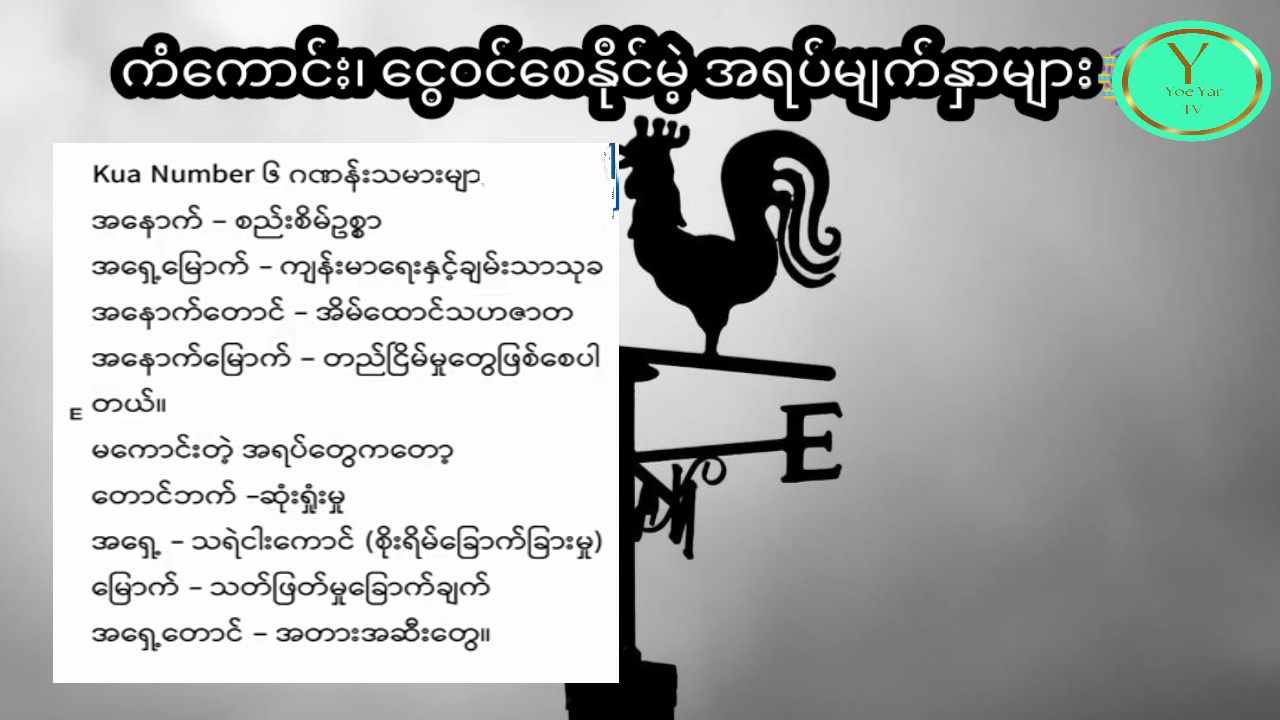 ကံကောင်း၊ ငွေဝင်စေနိုင်မဲ့ အရပ်မျက်နှာများ
Y
Yoe Yar
TV
Kua Number ၆ ဂဏန်းသမားမျာ
အနောက် – စည်းစိမ်ဥစ္စာ
အရှေ့မြောက် – ကျန်းမာရေးနှင့်ချမ်းသာသုခ
အနောက်တောင် – အိမ်ထောင်သဟဇာတ
အနောက်မြောက် – တည်ငြိမ်မှုတွေဖြစ်စေပါ
တယ်။
E
မကောင်းတဲ့ အရပ်တွေကတော့
တောင်ဘက် –ဆုံးရှုံးမှု
အရှေ့ – သရဲငါးကောင် (စိုးရိမ်ခြောက်ခြားမှု)
မြောက် – သတ်ဖြတ်မှုခြောက်ချက်
အရှေ့တောင် – အတားအဆီးတွေ။
E